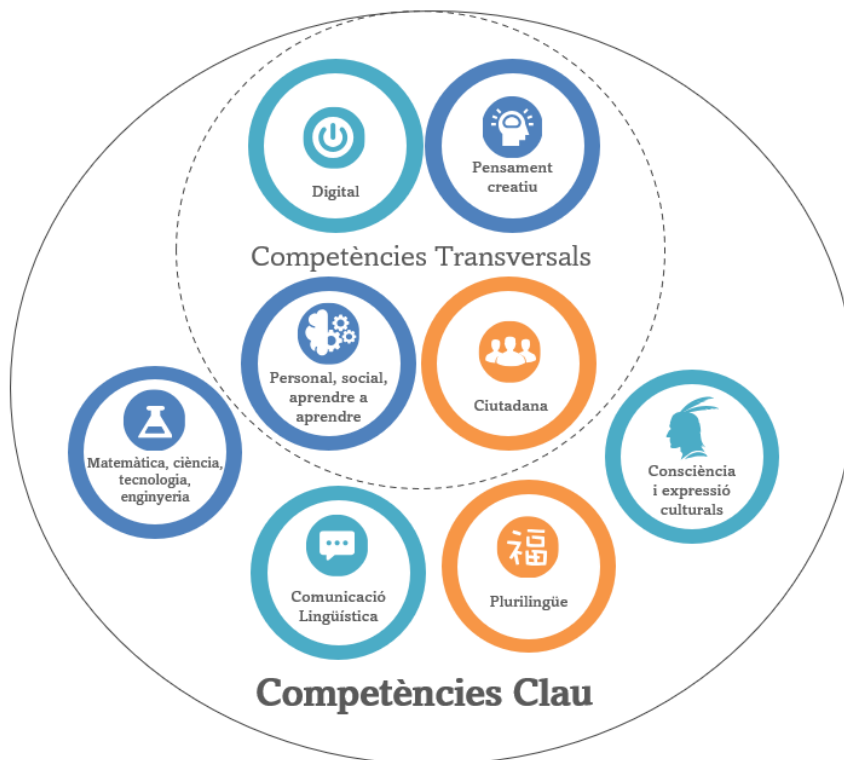 Digital
Pensament
creatiu
Competències Transversals
Personal, social,
aprendre a
aprendre
Ciutadana
Matemàtica, ciència,
tecnologia,
enginyeria
Consciència
i expressió
culturals
Comunicació
Lingüística
福
Plurilingüe
Competències Clau